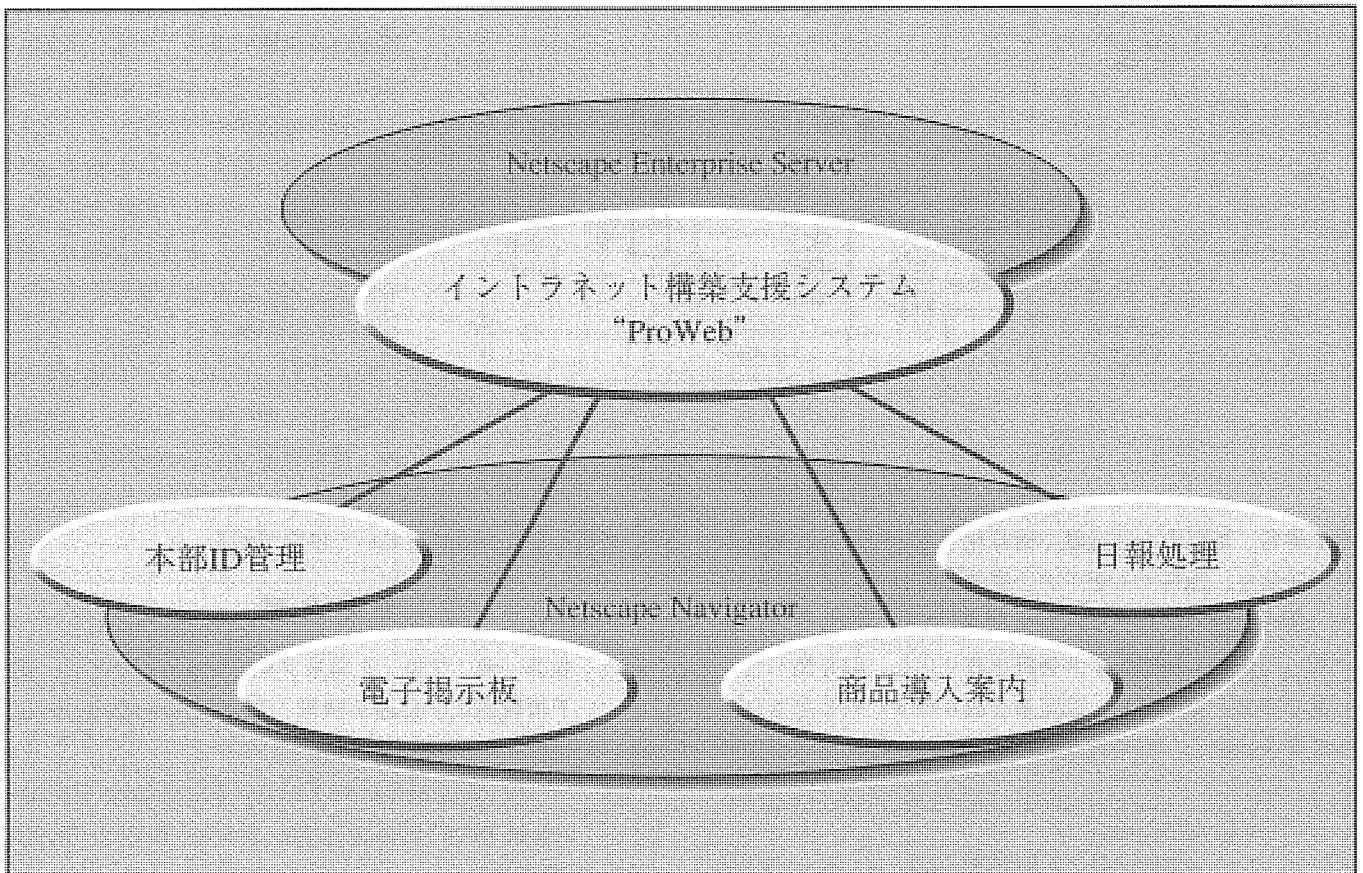 Netscape Enterprise Server
イントラネット構築支援システム
“ProWeb”
本部ID管理
日報処理
Netscape Navigator
電子掲示板
商品導入案内